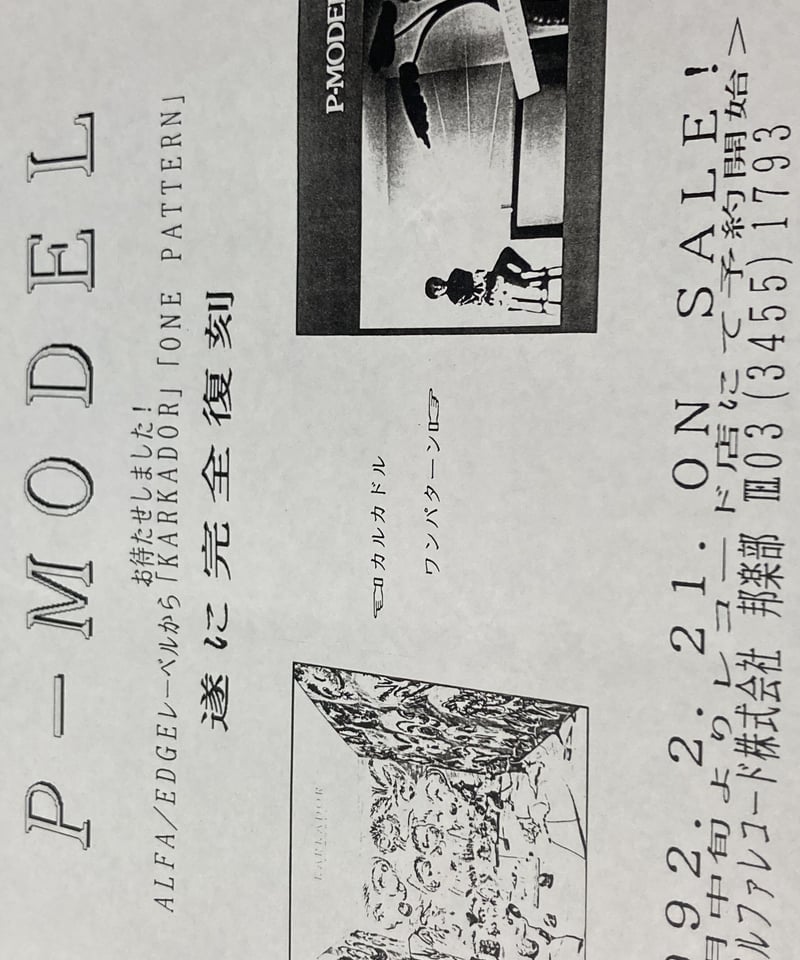 P-MODEL
お待たせしました!
ALFA/EDGEレーベルから「KARKADOR」「ONE PATTERN」
遂に完全復刻
P-MODEL
KARKADOR
☜カルカドル
ワンパターン☞
92. 2. 21. ON SALE!
月中旬よりレコード店にて予約開始>
ルファレコード株式会社 邦楽部 ☎03(3455)1793